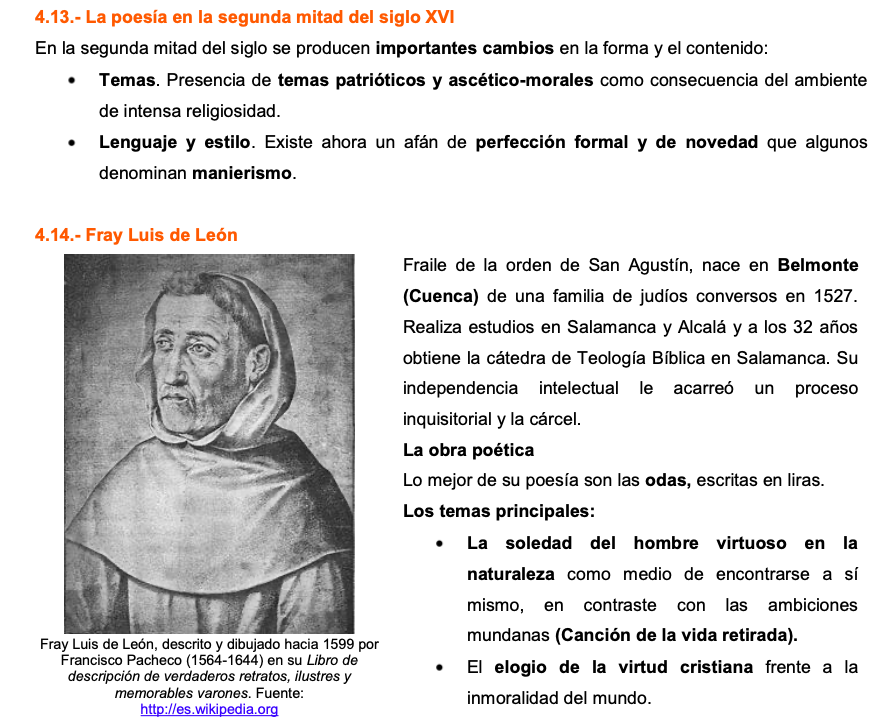 4.13.- La poesía en la segunda mitad del siglo XVI
En la segunda mitad del siglo se producen importantes cambios en la forma y el contenido:
• Temas. Presencia de temas patrióticos y ascético-morales como consecuencia del ambiente
de intensa religiosidad.
• Lenguaje y estilo. Existe ahora un afán de perfección formal y de novedad que algunos
denominan manierismo.
4.14.- Fray Luis de León
Fray Luis de León, descrito y dibujado hacia 1599 por
Francisco Pacheco (1564-1644) en su Libro de
descripción de verdaderos retratos, ilustres y
memorables varones. Fuente:
http://es.wikipedia.org
Fraile de la orden de San Agustín, nace en Belmonte
(Cuenca) de una familia de judíos conversos en 1527.
Realiza estudios en Salamanca y Alcalá y a los 32 años
obtiene la cátedra de Teología Bíblica en Salamanca. Su
independencia intelectual le acarreó un proceso
inquisitorial y la cárcel.
La obra poética
Lo mejor de su poesía son las odas, escritas en liras.
Los temas principales:
• La soledad del hombre virtuoso en la
naturaleza como medio de encontrarse a sí
mismo, en contraste con las ambiciones
mundanas (Canción de la vida retirada).
• El elogio de la virtud cristiana frente a la
inmoralidad del mundo.